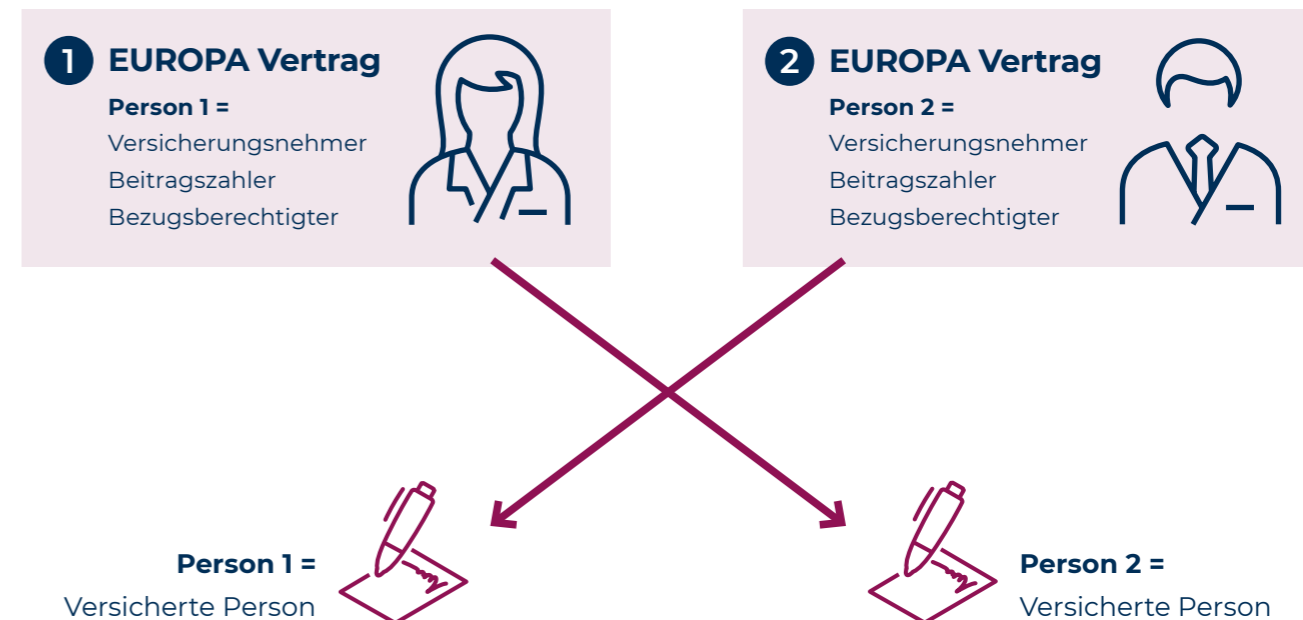 1 EUROPA Vertrag
Person 1 =
Versicherungsnehmer
Beitragszahler
Bezugsberechtigter
2 EUROPA Vertrag
Person 2 =
Versicherungsnehmer
Beitragszahler
Bezugsberechtigter
Person 1 =
Versicherte Person
Person 2 =
Versicherte Person